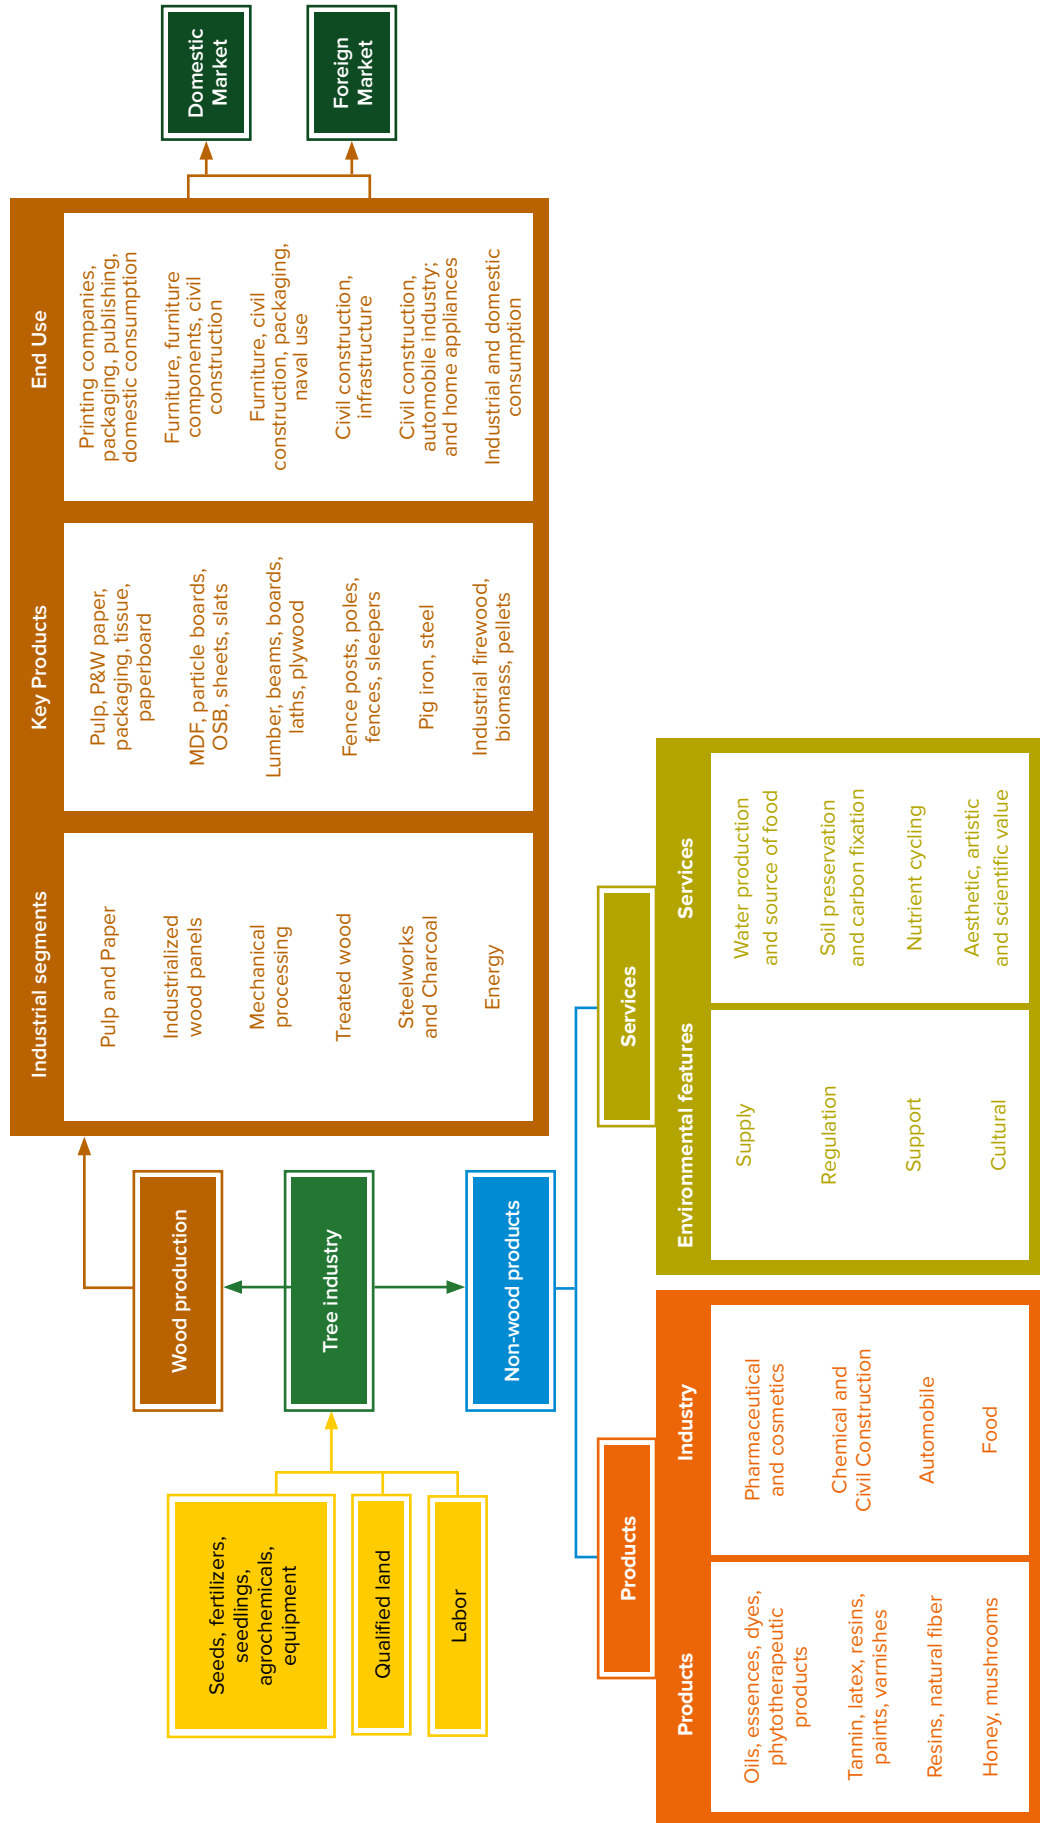 Seeds, fertilizers,
seedlings,
agrochemicals,
equipment
Qualified land
Labor
Tree industry
Wood production
Non-wood products
Industrial segments
Pulp and Paper
Industrialized
wood panels
Mechanical
processing
Treated wood
Steelworks
and Charcoal
Energy
Key Products
Pulp, P&W paper,
packaging, tissue,
paperboard
MDF, particle boards,
OSB, sheets, slats
Lumber, beams, boards,
laths, plywood
Fence posts, poles,
fences, sleepers
Pig iron, steel
Industrial firewood,
biomass, pellets
End Use
Printing companies,
packaging, publishing,
domestic consumption
Furniture, furniture
components, civil
construction
Furniture, civil
construction, packaging,
naval use
Civil construction,
infrastructure
Civil construction,
automobile industry;
and home appliances
Industrial and domestic
consumption
Domestic
Market
Foreign
Market
Products
Products
Oils, essences, dyes,
phytotherapeutic
products
Tannin, latex, resins,
paints, varnishes
Resins, natural fiber
Honey, mushrooms
Industry
Pharmaceutical
and cosmetics
Chemical and
Civil Construction
Automobile
Food
Services
Environmental features
Supply
Regulation
Support
Cultural
Services
Water production
and source of food
Soil preservation
and carbon fixation
Nutrient cycling
Aesthetic, artistic
and scientific value